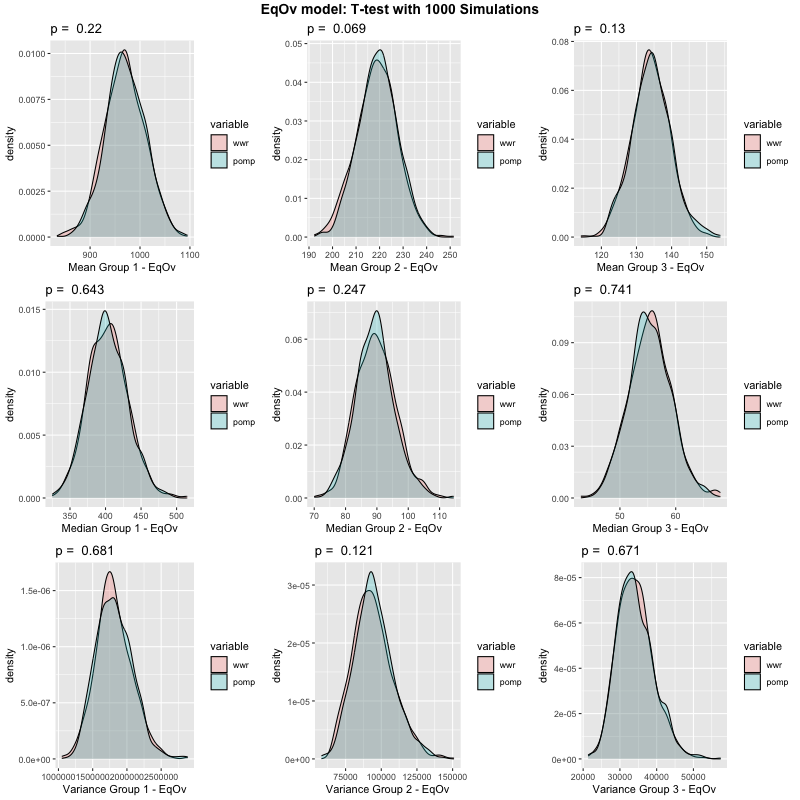 EqOv model: T-test with 1000 Simulations
p = 0.22
density
0.0100
0.0075
0.0050
0.0025
0.0000
900 1000 1100
Mean Group 1 - EqOv
variable
wwr
pomp
p = 0.069
density
0.05
0.04
0.03
0.02
0.01
0.00
190 200 210 220 230 240 250
Mean Group 2 - EqOv
variable
wwr
pomp
p = 0.13
density
0.08
0.06
0.04
0.02
0.00
120 130 140 150
Mean Group 3 - EqOv
variable
wwr
pomp
p = 0.643
density
0.015
0.010
0.005
0.000
350 400 450 500
Median Group 1 - EqOv
variable
wwr
pomp
p = 0.247
density
0.06
0.04
0.02
0.00
70 80 90 100 110
Median Group 2 - EqOv
variable
wwr
pomp
p = 0.741
density
0.09
0.06
0.03
0.00
50 60
Median Group 3 - EqOv
variable
wwr
pomp
p = 0.681
density
1.5e-06
1.0e-06
5.0e-07
0.0e+00
1000000 1500000 2000000 2500000
Variance Group 1 - EqOv
variable
wwr
pomp
p = 0.121
density
3e-05
2e-05
1e-05
0e+00
75000 100000 125000 150000
Variance Group 2 - EqOv
variable
wwr
pomp
p = 0.671
density
8e-05
6e-05
4e-05
2e-05
0e+00
20000 30000 40000 50000
Variance Group 3 - EqOv
variable
wwr
pomp